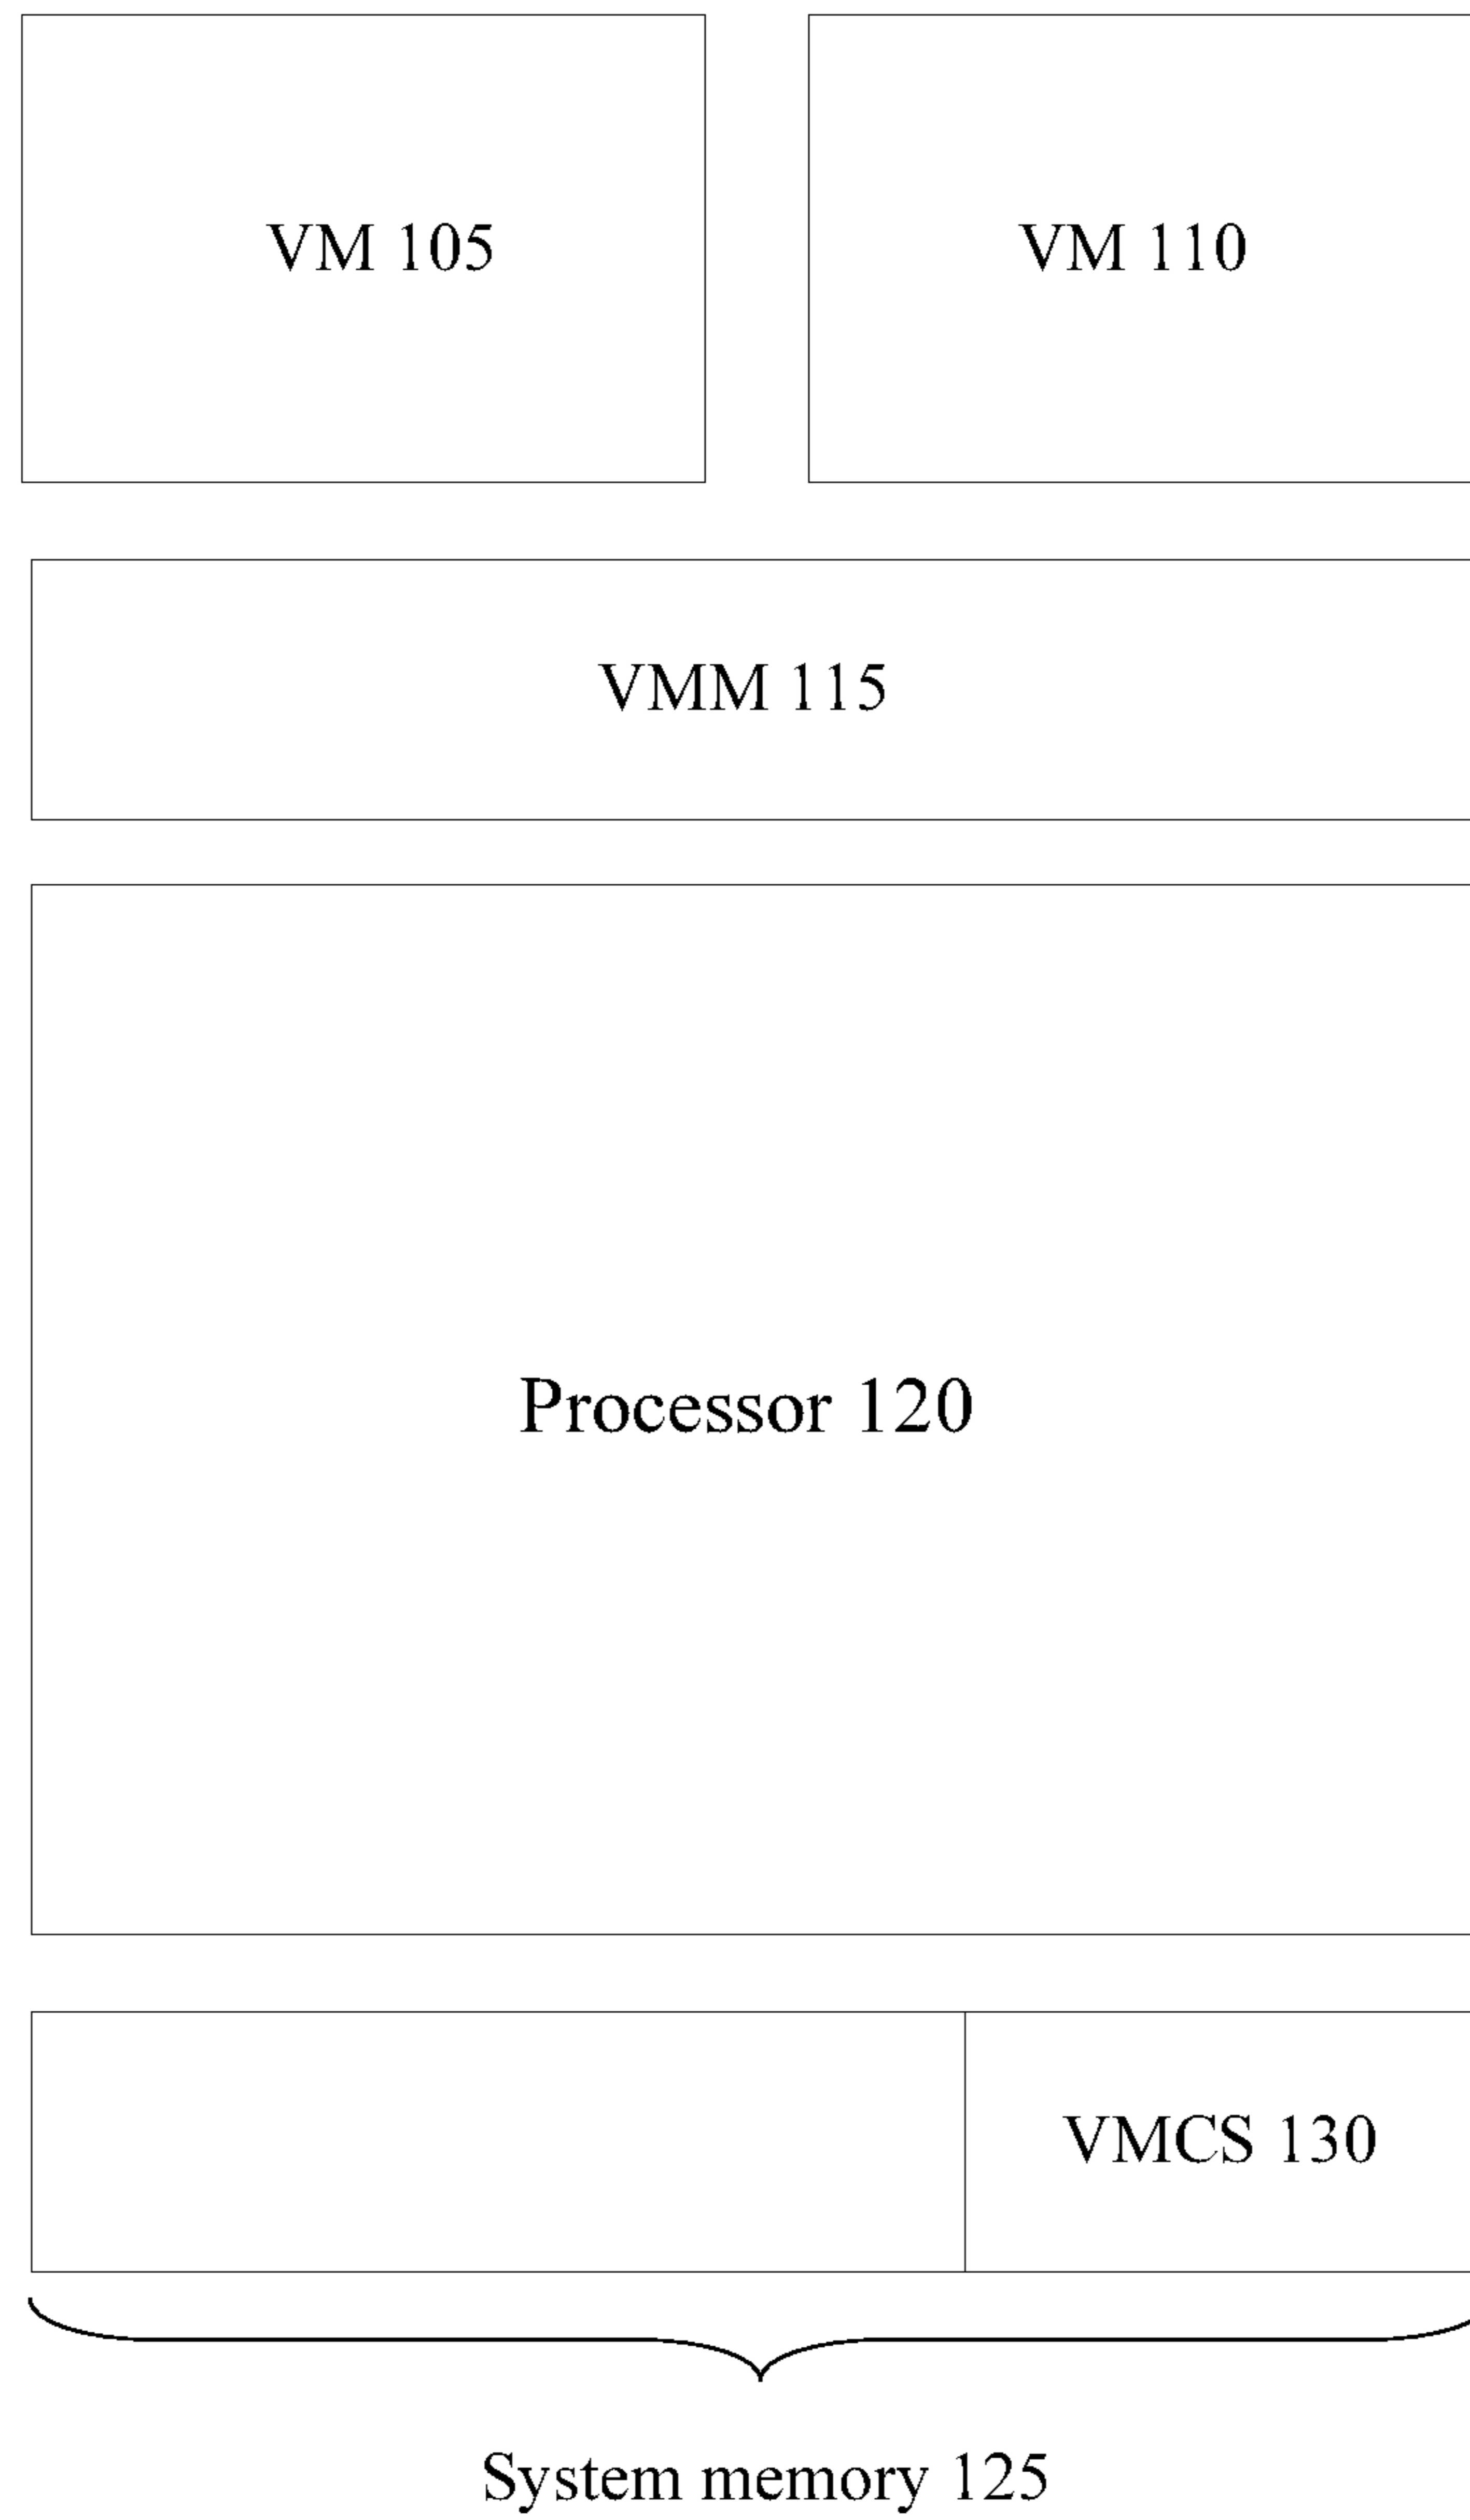 VM 105
VM 110
VMM 115
Processor 120
VMCS 130
System memory 125